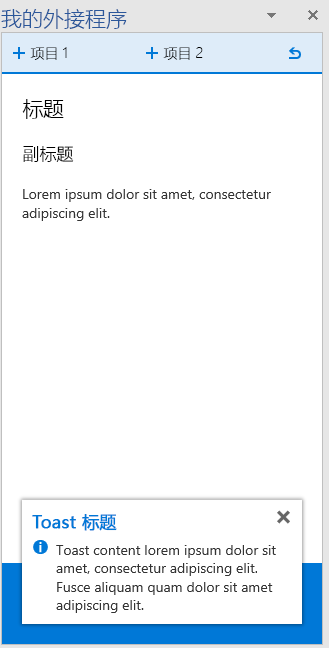 我的外接程序
项目 1 项目 2
标题
副标题
Lorem ipsum dolor sit amet, consectetur
adipiscing elit.
Toast 标题
Toast content lorem ipsum dolor sit
amet, consectetur adipiscing elit.
Fusce aliquam quam dolor sit amet
adipiscing elit.